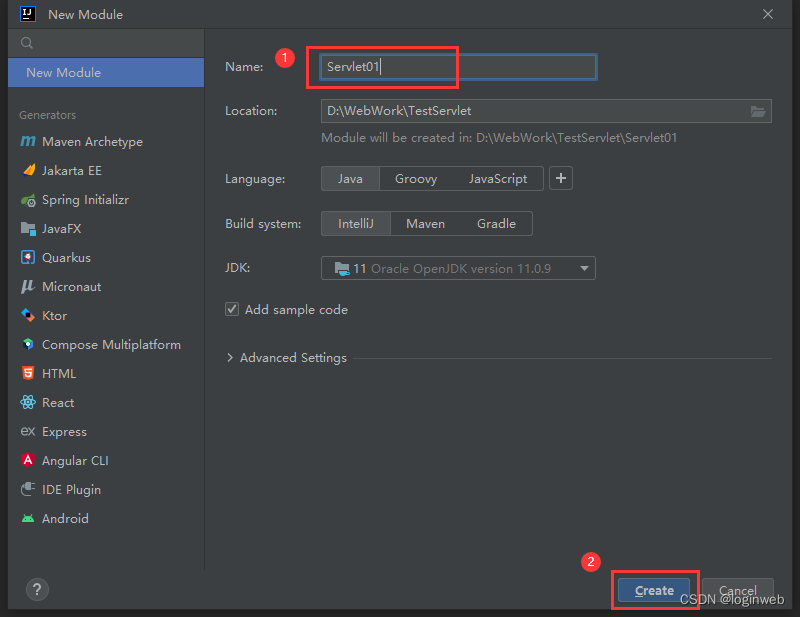 New Module
New Module
Generators
Maven Archetype
Jakarta EE
Spring Initializr
JavaFX
Quarkus
Micronaut
Ktor
Compose Multiplatform
HTML
React
Express
Angular CLI
IDE Plugin
Android
1
Name: Servlet01
Location: D:\WebWork\TestServlet
Module will be created in: D:\WebWork\TestServlet\Servlet01
Language: Java Groovy JavaScript +
Build system: IntelliJ Maven Gradle
JDK: 11 Oracle OpenJDK version 11.0.9
Add sample code
Advanced Settings
2
? Create Cancel
CSDN @loginweb